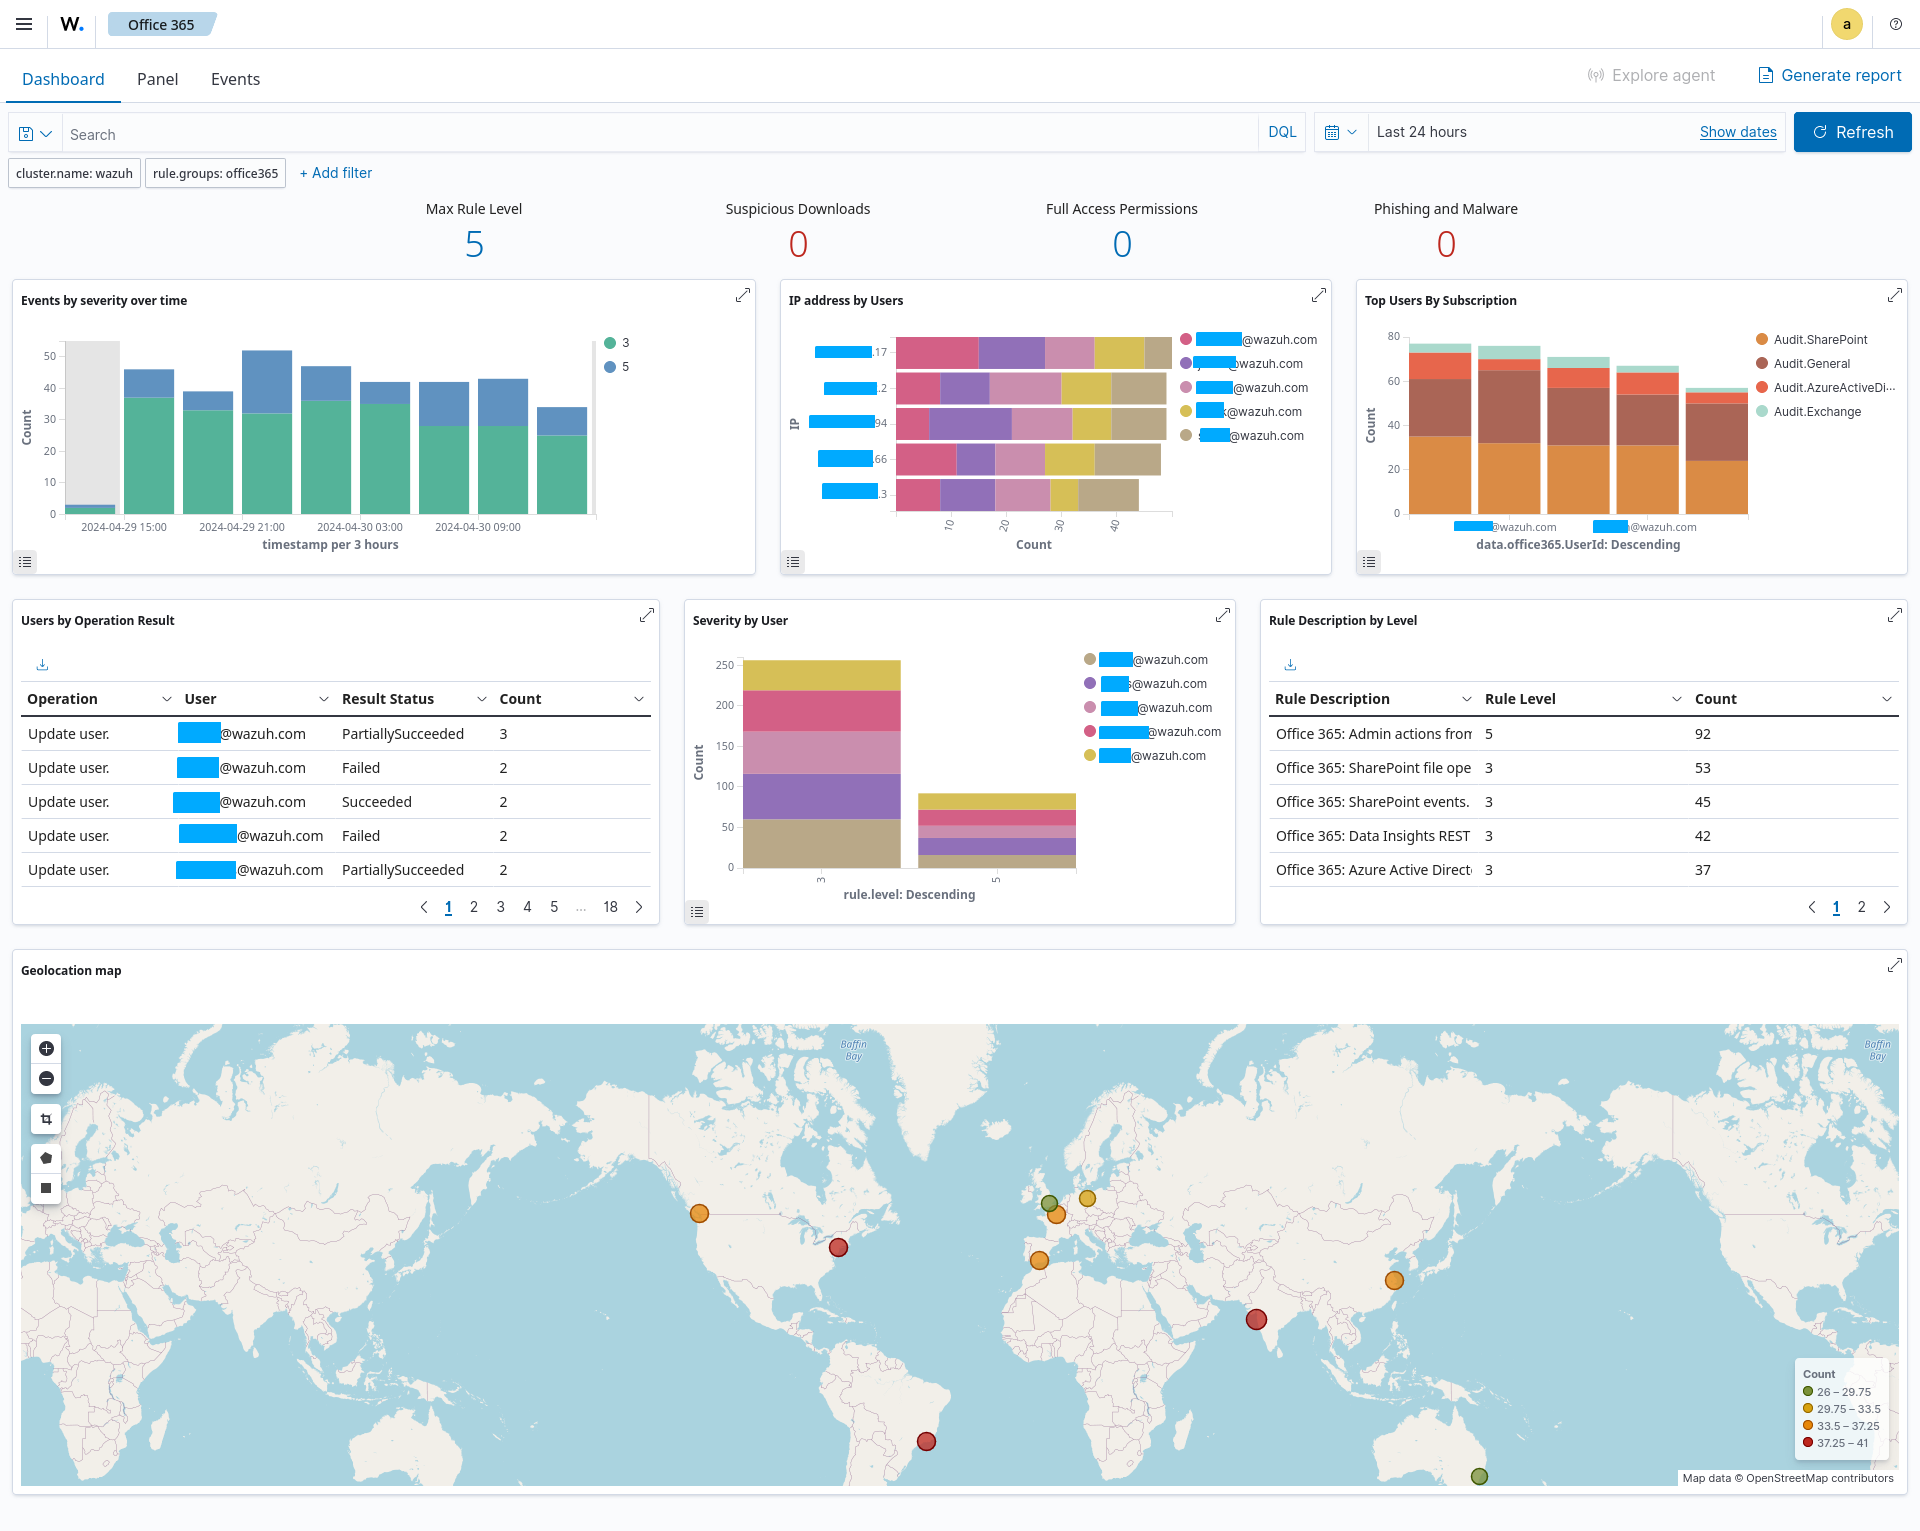 W.
Office 365
a
Dashboard
Panel
Events
Explore agent
Generate report
Search
DQL
Last 24 hours
Show dates
Refresh
cluster.name: wazuh
rule.groups: office365
+ Add filter
Max Rule Level
5
Suspicious Downloads
0
Full Access Permissions
0
Phishing and Malware
0
Events by severity over time
Count
50
40
30
20
10
0
2024-04-29 15:00
2024-04-29 21:00
2024-04-30 03:00
2024-04-30 09:00
timestamp per 3 hours
3
5
IP address by Users
IP
.17
.2
94
.66
.3
10
20
30
40
Count
@wazuh.com
@wazuh.com
@wazuh.com
@wazuh.com
@wazuh.com
Top Users By Subscription
Count
80
60
40
20
0
@wazuh.com
@wazuh.com
data.office365.UserId: Descending
Audit.SharePoint
Audit.General
Audit.AzureActiveDi...
Audit.Exchange
Users by Operation Result
Operation User Result Status Count
Update user. @wazuh.com PartiallySucceeded 3
Update user. @wazuh.com Failed 2
Update user. @wazuh.com Succeeded 2
Update user. @wazuh.com Failed 2
Update user. @wazuh.com PartiallySucceeded 2
1 2 3 4 5 ... 18
Severity by User
Count
250
200
150
100
50
0
3
5
rule.level: Descending
@wazuh.com
s@wazuh.com
@wazuh.com
@wazuh.com
@wazuh.com
Rule Description by Level
Rule Description Rule Level Count
Office 365: Admin actions from 5 92
Office 365: SharePoint file ope 3 53
Office 365: SharePoint events. 3 45
Office 365: Data Insights REST 3 42
Office 365: Azure Active Direct 3 37
1 2
Geolocation map
Baffin
Bay
Baffin
Bay
Count
26 – 29.75
29.75 – 33.5
33.5 – 37.25
37.25 – 41
Map data © OpenStreetMap contributors